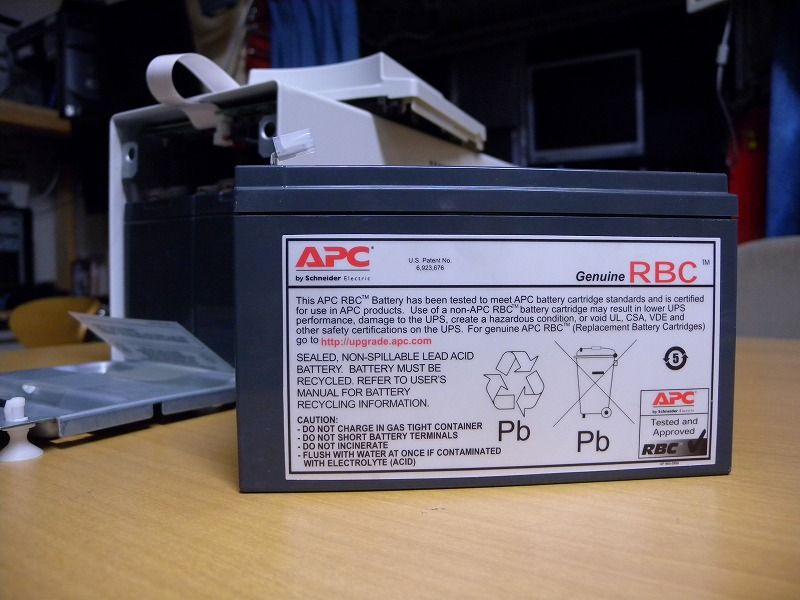 APC
by Schneider Electric
U.S. Patent No.
6,923,676
Genuine RBC™
This APC RBC™ Battery has been tested to meet APC battery cartridge standards and is certified
for use in APC products. Use of a non-APC RBC™ battery cartridge may result in lower UPS
performance, damage to the UPS, create a hazardous condition, or void UL, CSA, VDE and
other safety certifications on the UPS. For genuine APC RBC™ (Replacement Battery Cartridges)
go to http://upgrade.apc.com
SEALED, NON-SPILLABLE LEAD ACID
BATTERY. BATTERY MUST BE
RECYCLED. REFER TO USER'S
MANUAL FOR BATTERY
RECYCLING INFORMATION.
CAUTION:
- DO NOT CHARGE IN GAS TIGHT CONTAINER
- DO NOT SHORT BATTERY TERMINALS
- DO NOT INCINERATE
- FLUSH WITH WATER AT ONCE IF CONTAMINATED
WITH ELECTROLYTE (ACID)
Pb
Pb
5
APC
by Schneider Electric
Tested and
Approved
RBC